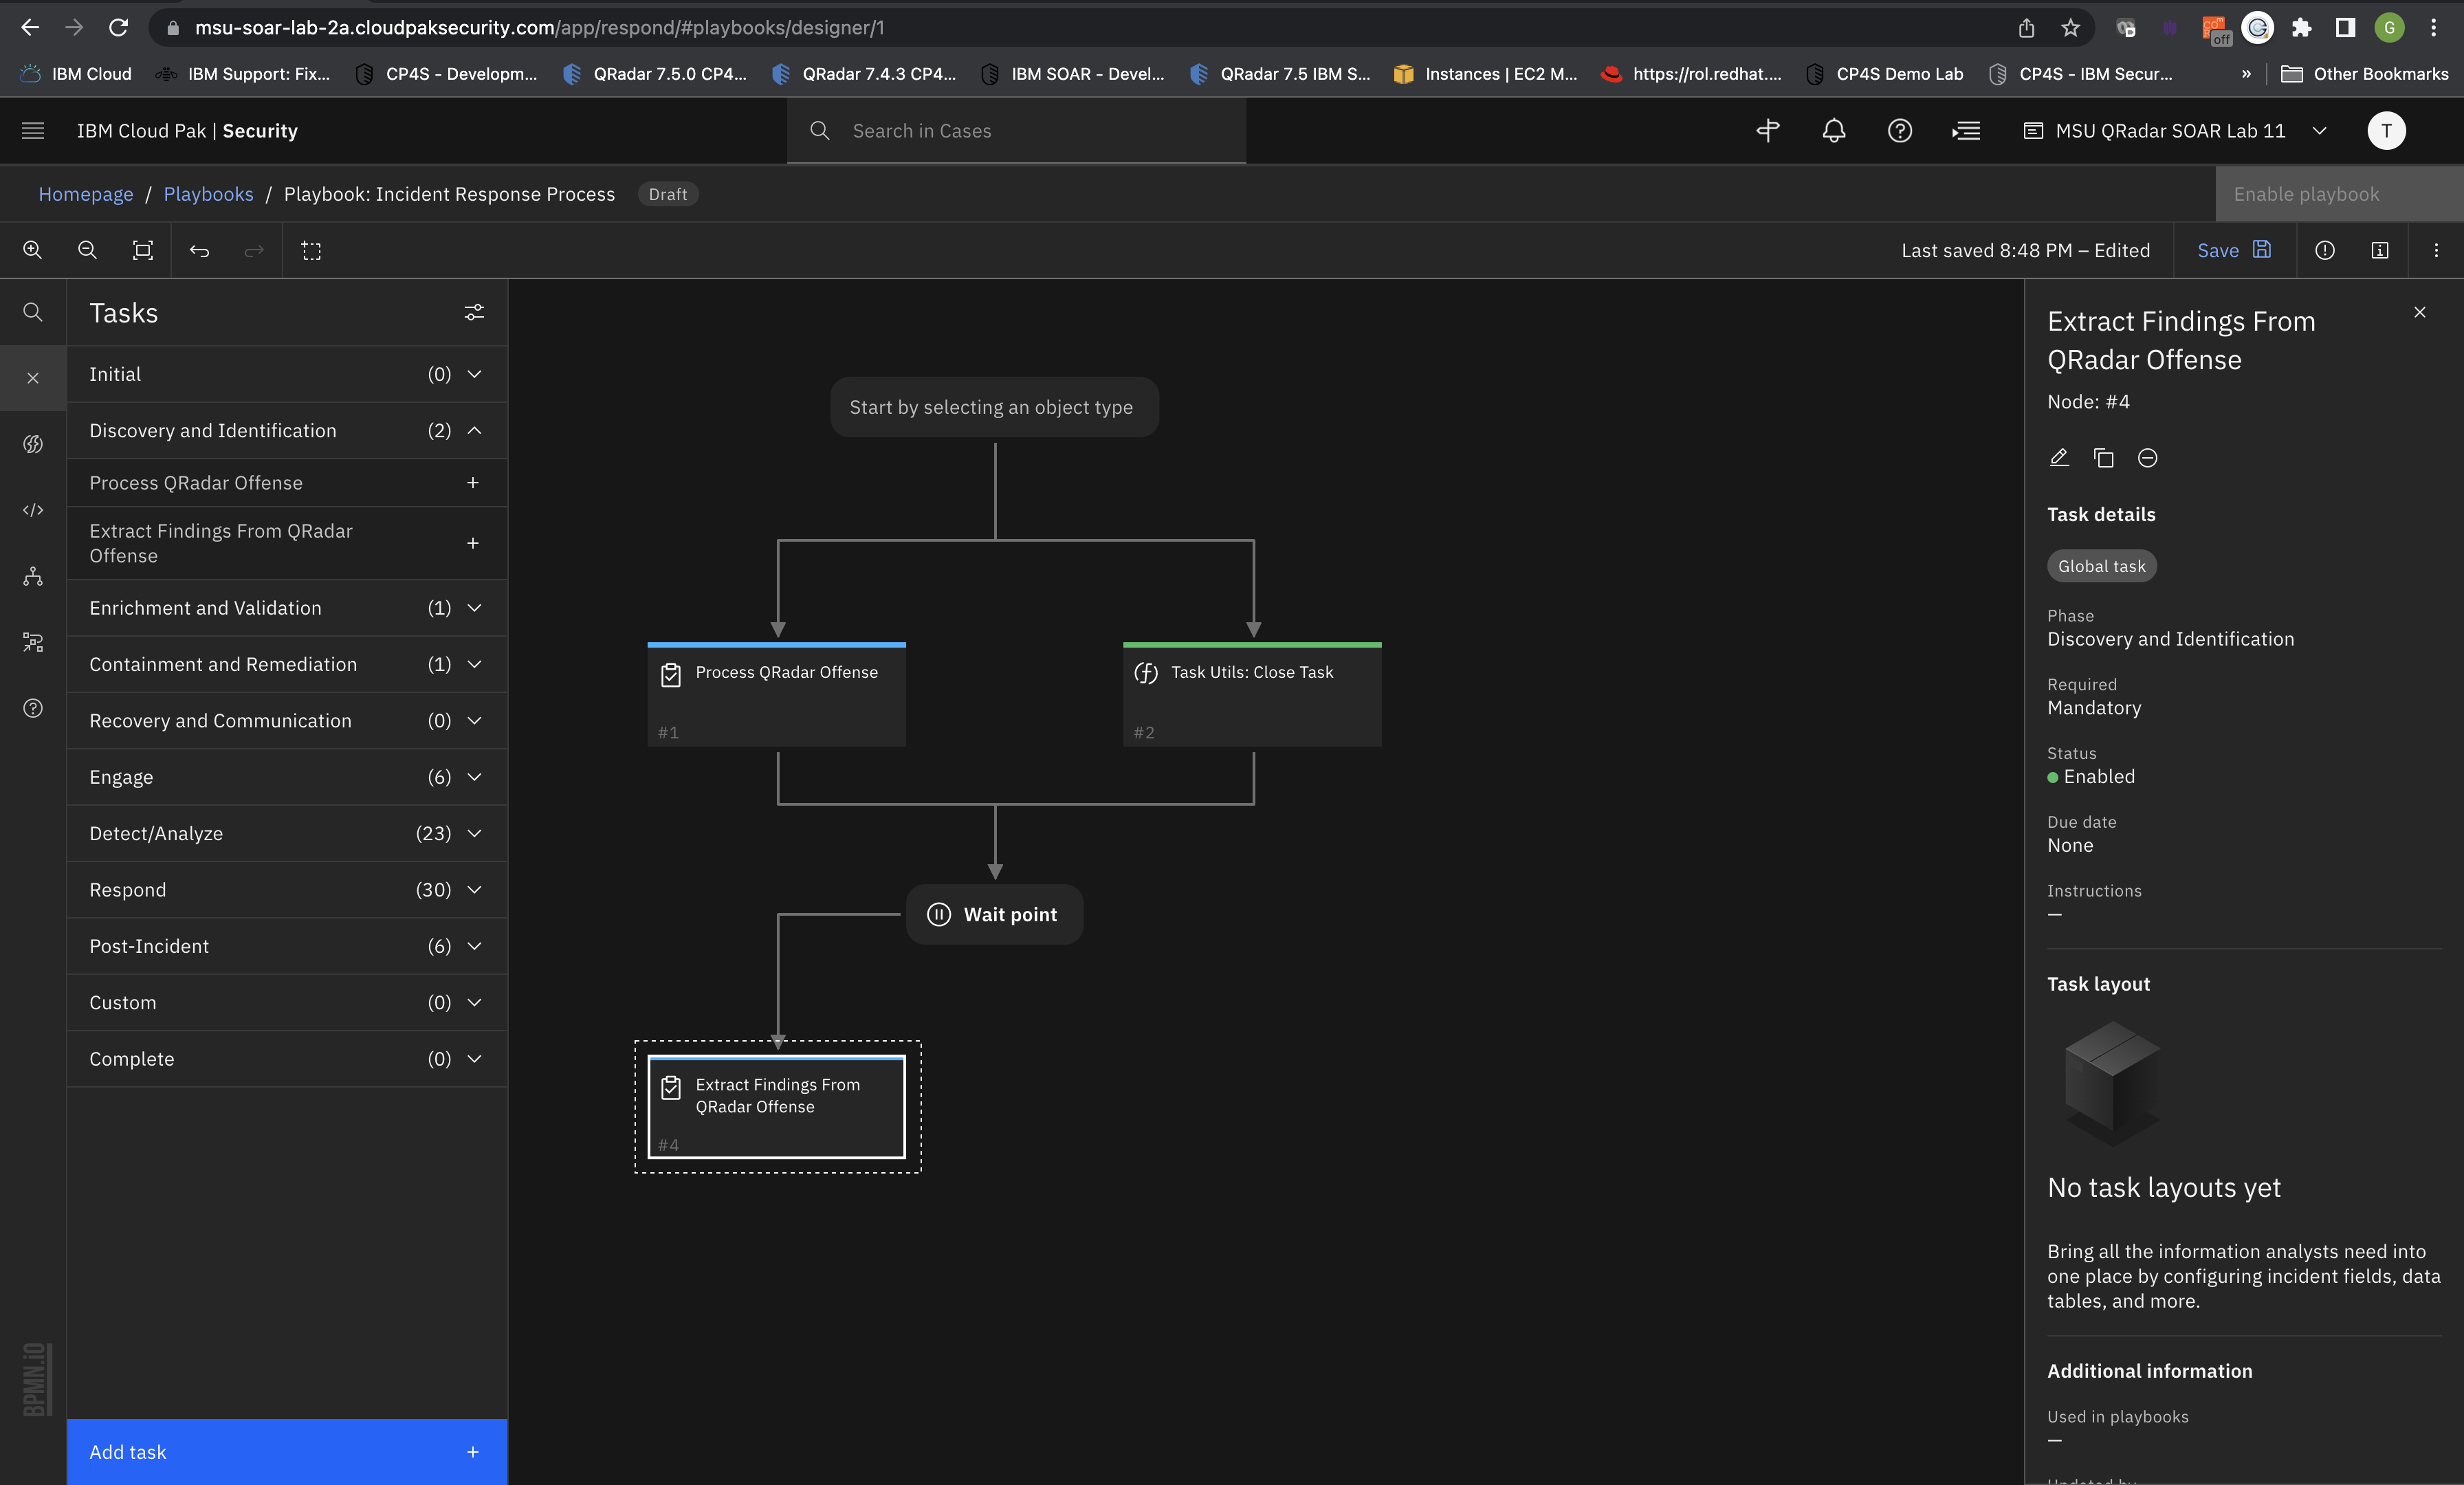 msu-soar-lab-2a.cloudpaksecurity.com/app/respond/#playbooks/designer/1
off
G
IBM Cloud
IBM Support: Fix...
CP4S - Developm...
QRadar 7.5.0 CP4...
QRadar 7.4.3 CP4...
IBM SOAR - Devel...
QRadar 7.5 IBM S...
Instances | EC2 M...
https://rol.redhat....
CP4S Demo Lab
CP4S - IBM Secur...
»
Other Bookmarks
IBM Cloud Pak | Security
Search in Cases
MSU QRadar SOAR Lab 11
T
Homepage / Playbooks / Playbook: Incident Response Process
Draft
Enable playbook
Last saved 8:48 PM – Edited
Save
Tasks
Initial (0)
Discovery and Identification (2)
Process QRadar Offense +
Extract Findings From QRadar
Offense +
Enrichment and Validation (1)
Containment and Remediation (1)
Recovery and Communication (0)
Engage (6)
Detect/Analyze (23)
Respond (30)
Post-Incident (6)
Custom (0)
Complete (0)
BPMN.iO
Add task +
Start by selecting an object type
Process QRadar Offense
#1
Task Utils: Close Task
#2
Wait point
Extract Findings From
QRadar Offense
#4
Extract Findings From
QRadar Offense
Node: #4
Task details
Global task
Phase
Discovery and Identification
Required
Mandatory
Status
Enabled
Due date
None
Instructions
—
Task layout
No task layouts yet
Bring all the information analysts need into
one place by configuring incident fields, data
tables, and more.
Additional information
Used in playbooks
—